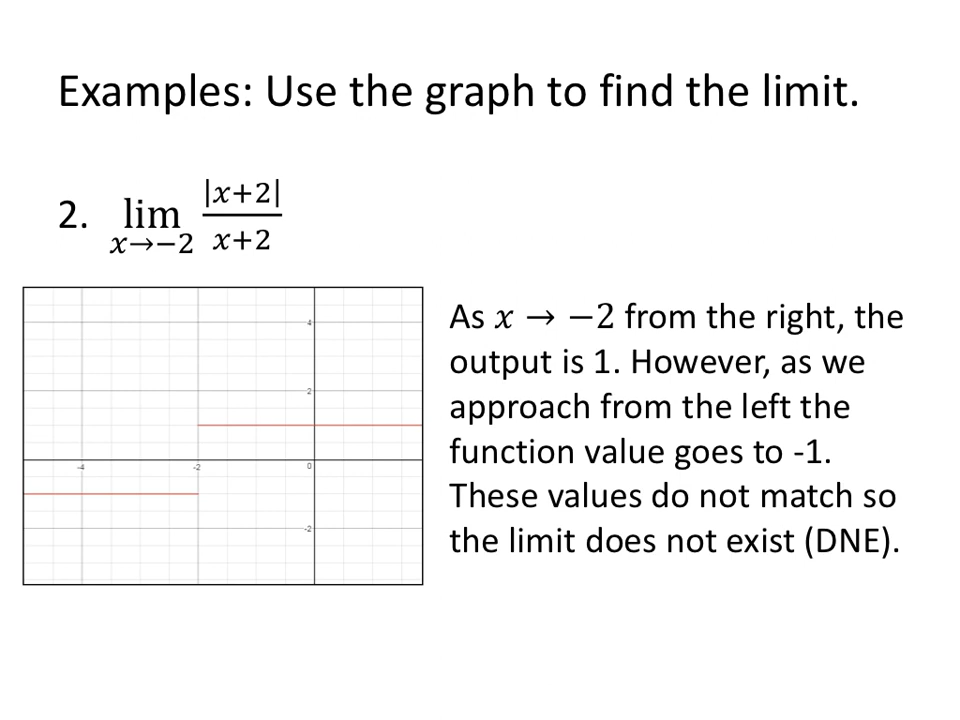 Examples: Use the graph to find the limit.
2. lim |x+2|/x+2
x→−2
4
2
-4 -2 0
-2
As x → −2 from the right, the
output is 1. However, as we
approach from the left the
function value goes to -1.
These values do not match so
the limit does not exist (DNE).